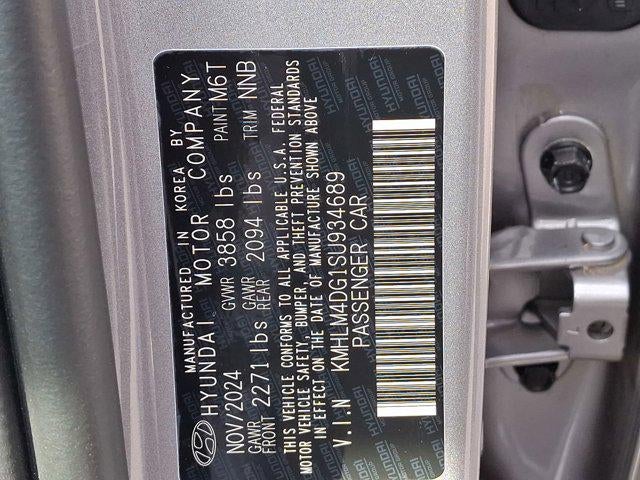 MANUFACTURED IN KOREA BY
HYUNDAI MOTOR COMPANY
NOV/2024 GVWR 3858 lbs PAINT M6T
GAWR FRONT 2271 lbs GAWR REAR 2094 lbs TRIM NNB
THIS VEHICLE CONFORMS TO ALL APPLICABLE U.S.A. FEDERAL
MOTOR VEHICLE SAFETY, BUMPER, AND THEFT PREVENTION STANDARDS
IN EFFECT ON THE DATE OF MANUFACTURE SHOWN ABOVE
V.I.N KMHLM4DG1SU934689
PASSENGER CAR